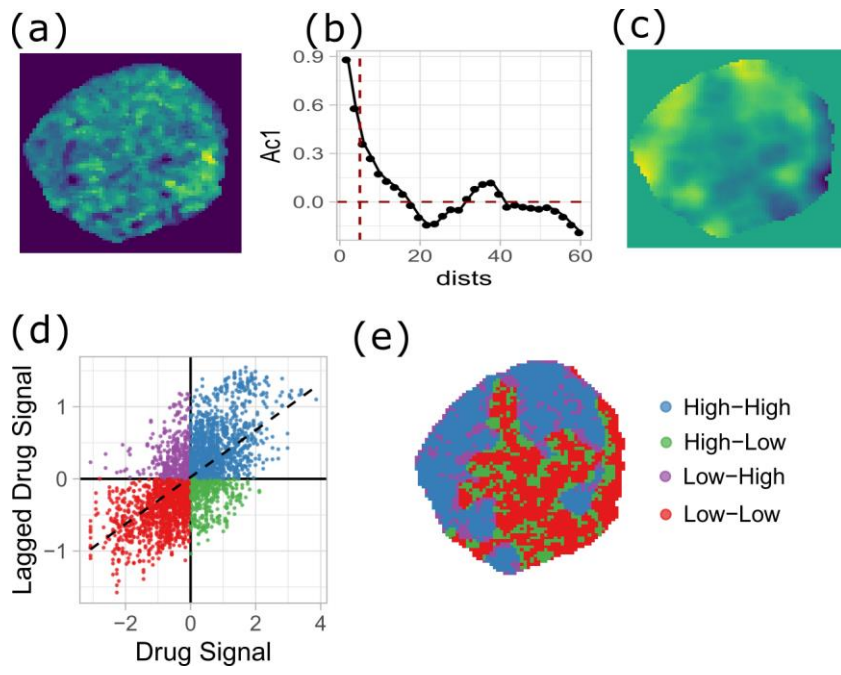 (a)
(b)
(c)
0.9
0.6
0.3
0.0
Ac1
0 20 40 60
dists
(d)
1
0
−1
Lagged Drug Signal
−2 0 2 4
Drug Signal
(e)
High−High
High−Low
Low−High
Low−Low